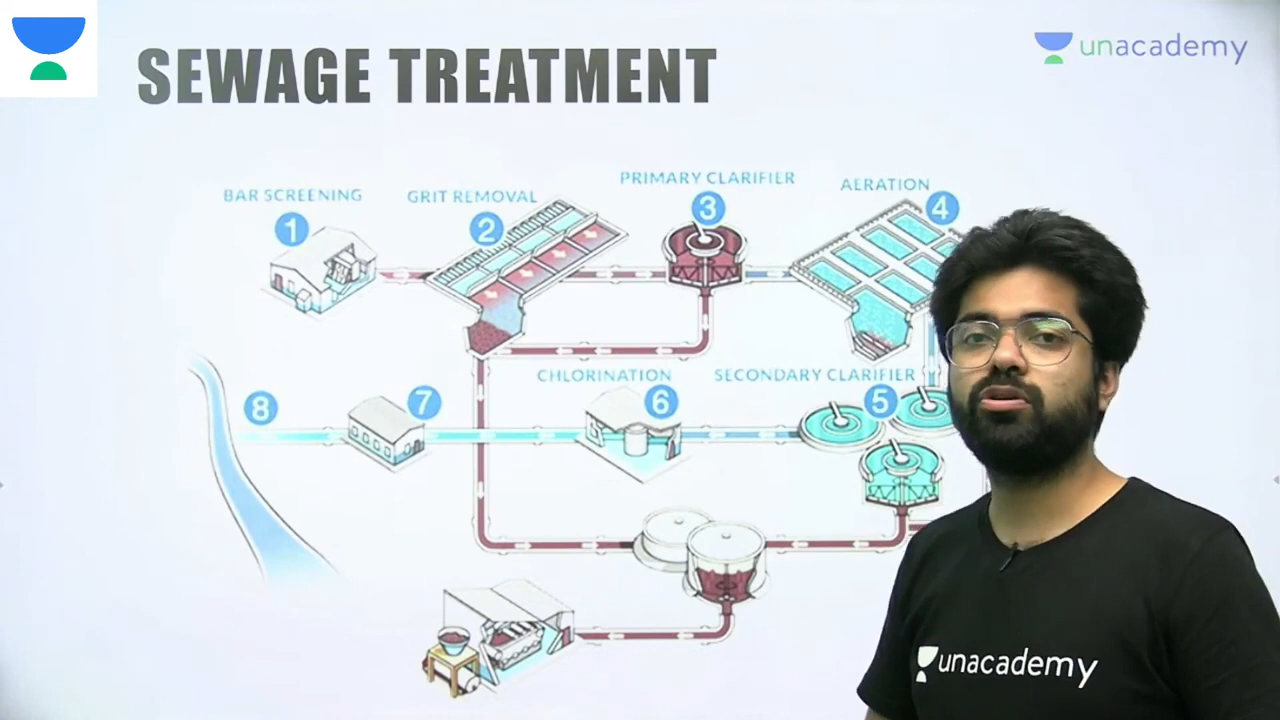 SEWAGE TREATMENT
unacademy
BAR SCREENING
1
GRIT REMOVAL
2
PRIMARY CLARIFIER
3
AERATION
4
CHLORINATION
6
SECONDARY CLARIFIER
5
7
8
unacademy